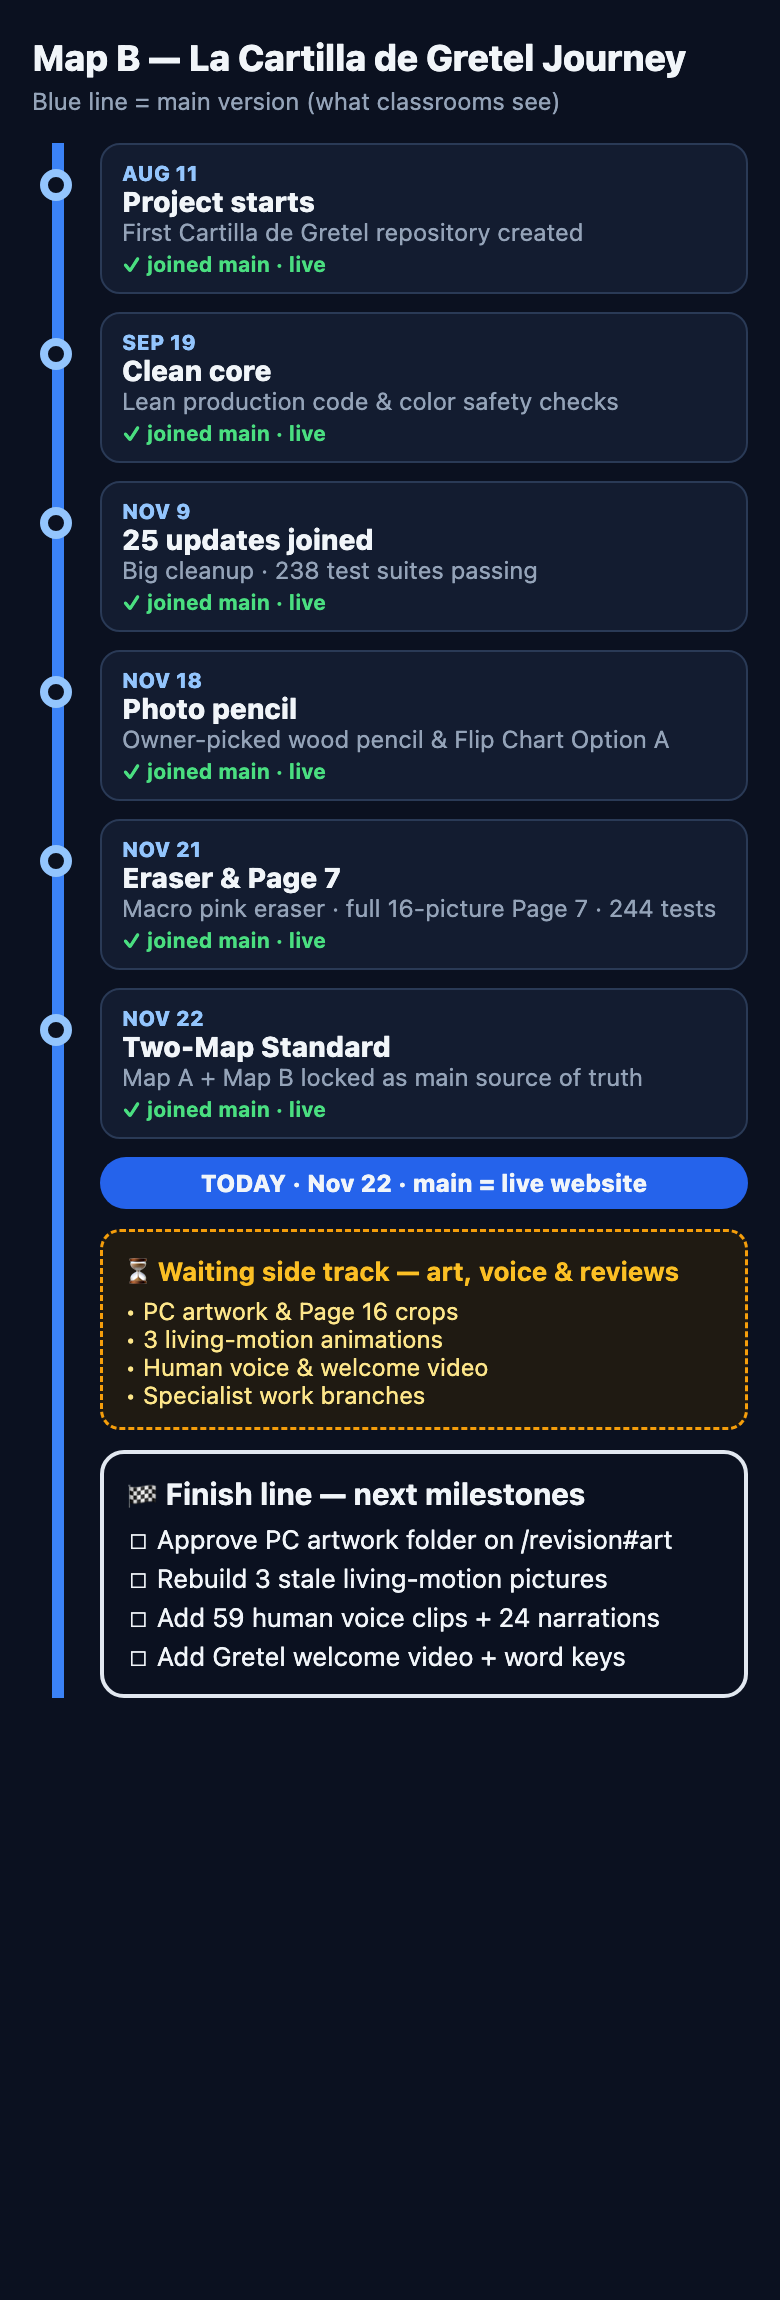 Map B — La Cartilla de Gretel Journey
Blue line = main version (what classrooms see)
AUG 11
Project starts
First Cartilla de Gretel repository created
✓ joined main · live
SEP 19
Clean core
Lean production code & color safety checks
✓ joined main · live
NOV 9
25 updates joined
Big cleanup · 238 test suites passing
✓ joined main · live
NOV 18
Photo pencil
Owner-picked wood pencil & Flip Chart Option A
✓ joined main · live
NOV 21
Eraser & Page 7
Macro pink eraser · full 16-picture Page 7 · 244 tests
✓ joined main · live
NOV 22
Two-Map Standard
Map A + Map B locked as main source of truth
✓ joined main · live
TODAY · Nov 22 · main = live website
⏳ Waiting side track — art, voice & reviews
• PC artwork & Page 16 crops
• 3 living-motion animations
• Human voice & welcome video
• Specialist work branches
🏁 Finish line — next milestones
☐ Approve PC artwork folder on /revision#art
☐ Rebuild 3 stale living-motion pictures
☐ Add 59 human voice clips + 24 narrations
☐ Add Gretel welcome video + word keys